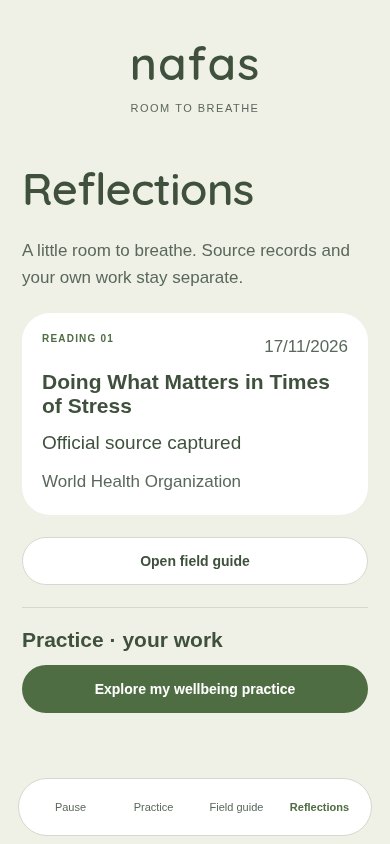 nafas
ROOM TO BREATHE
Reflections
A little room to breathe. Source records and
your own work stay separate.
READING 01
17/11/2026
Doing What Matters in Times
of Stress
Official source captured
World Health Organization
Open field guide
Practice · your work
Explore my wellbeing practice
Pause
Practice
Field guide
Reflections